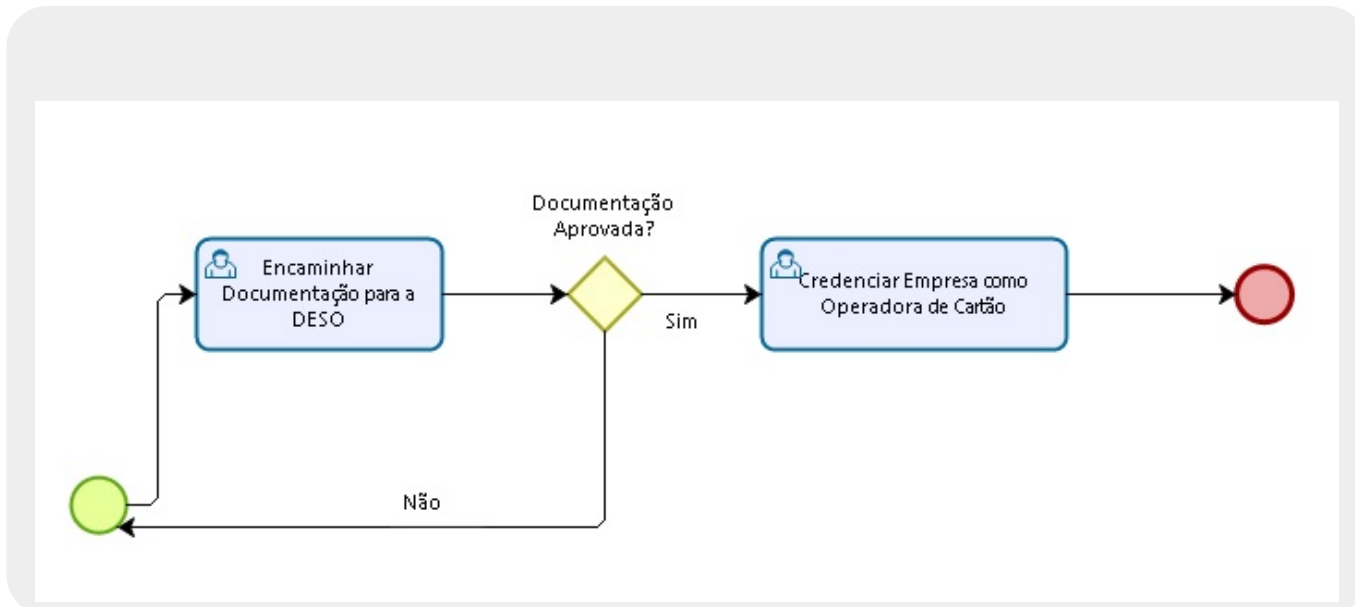 Documentação
Aprovada?
Encaminhar
Documentação para a
DESO
Sim
Credenciar Empresa como
Operadora de Cartão
Não